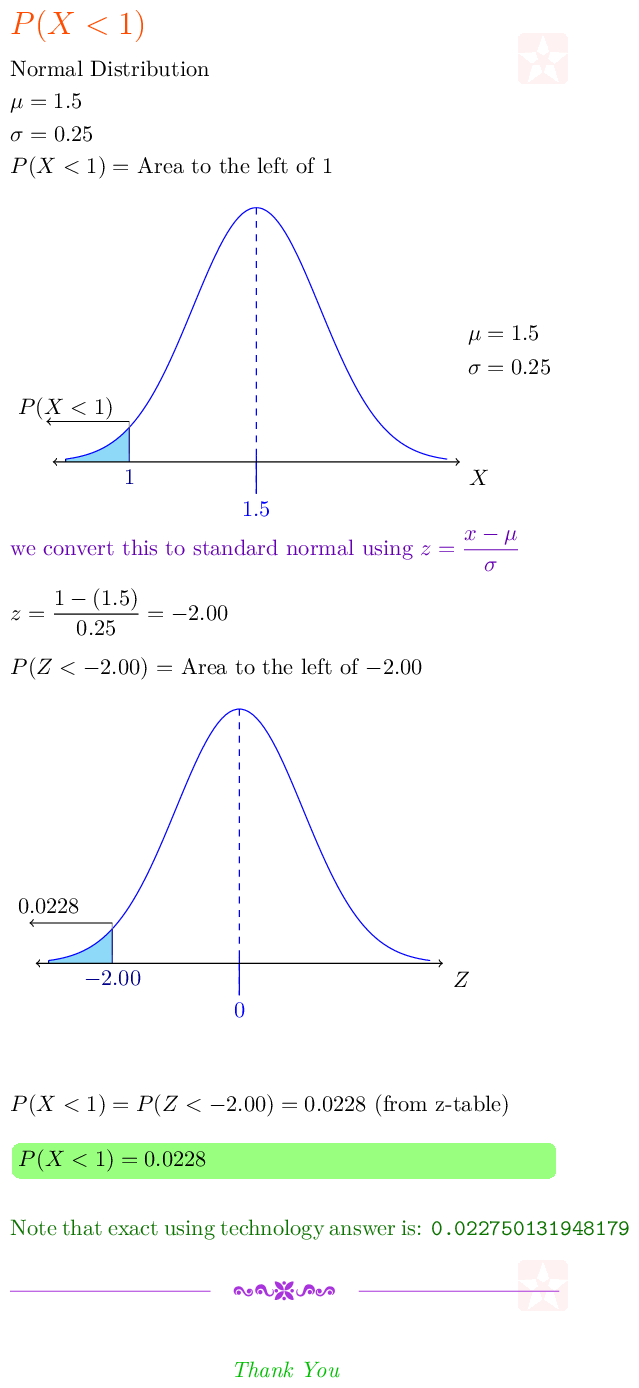 P(X < 1)
Normal Distribution
μ = 1.5
σ = 0.25
P(X < 1) = Area to the left of 1
μ = 1.5
σ = 0.25
P(X < 1)
1
X
1.5
we convert this to standard normal using z = \frac{x − μ}{σ}
z = \frac{1 − (1.5)}{0.25} = −2.00
P(Z < −2.00) = Area to the left of −2.00
0.0228
−2.00
Z
0
P(X < 1) = P(Z < −2.00) = 0.0228 (from z-table)
P(X < 1) = 0.0228
Note that exact using technology answer is: 0.022750131948179
Thank You